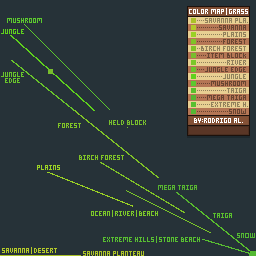 COLOR MAP|GRASS
SAVANNA PLA.
SAVANNA
PLAINS
FOREST
BIRCH FOREST
HELD BLOCK
RIVER
JUNGLE EDGE
JUNGLE
MUSHROOM
TAIGA
MEGA TAIGA
EXTREME H.
SNOW
BY:RODRIGO AL.
MUSHROOM
JUNGLE
JUNGLE
EDGE
HELD BLOCK
FOREST
BIRCH FOREST
PLAINS
MEGA TAIGA
OCEAN|RIVER|BEACH
TAIGA
SNOW
EXTREME HILLS|STONE BEACH
SAVANNA|DESERT
SAVANNA PLANTEAU